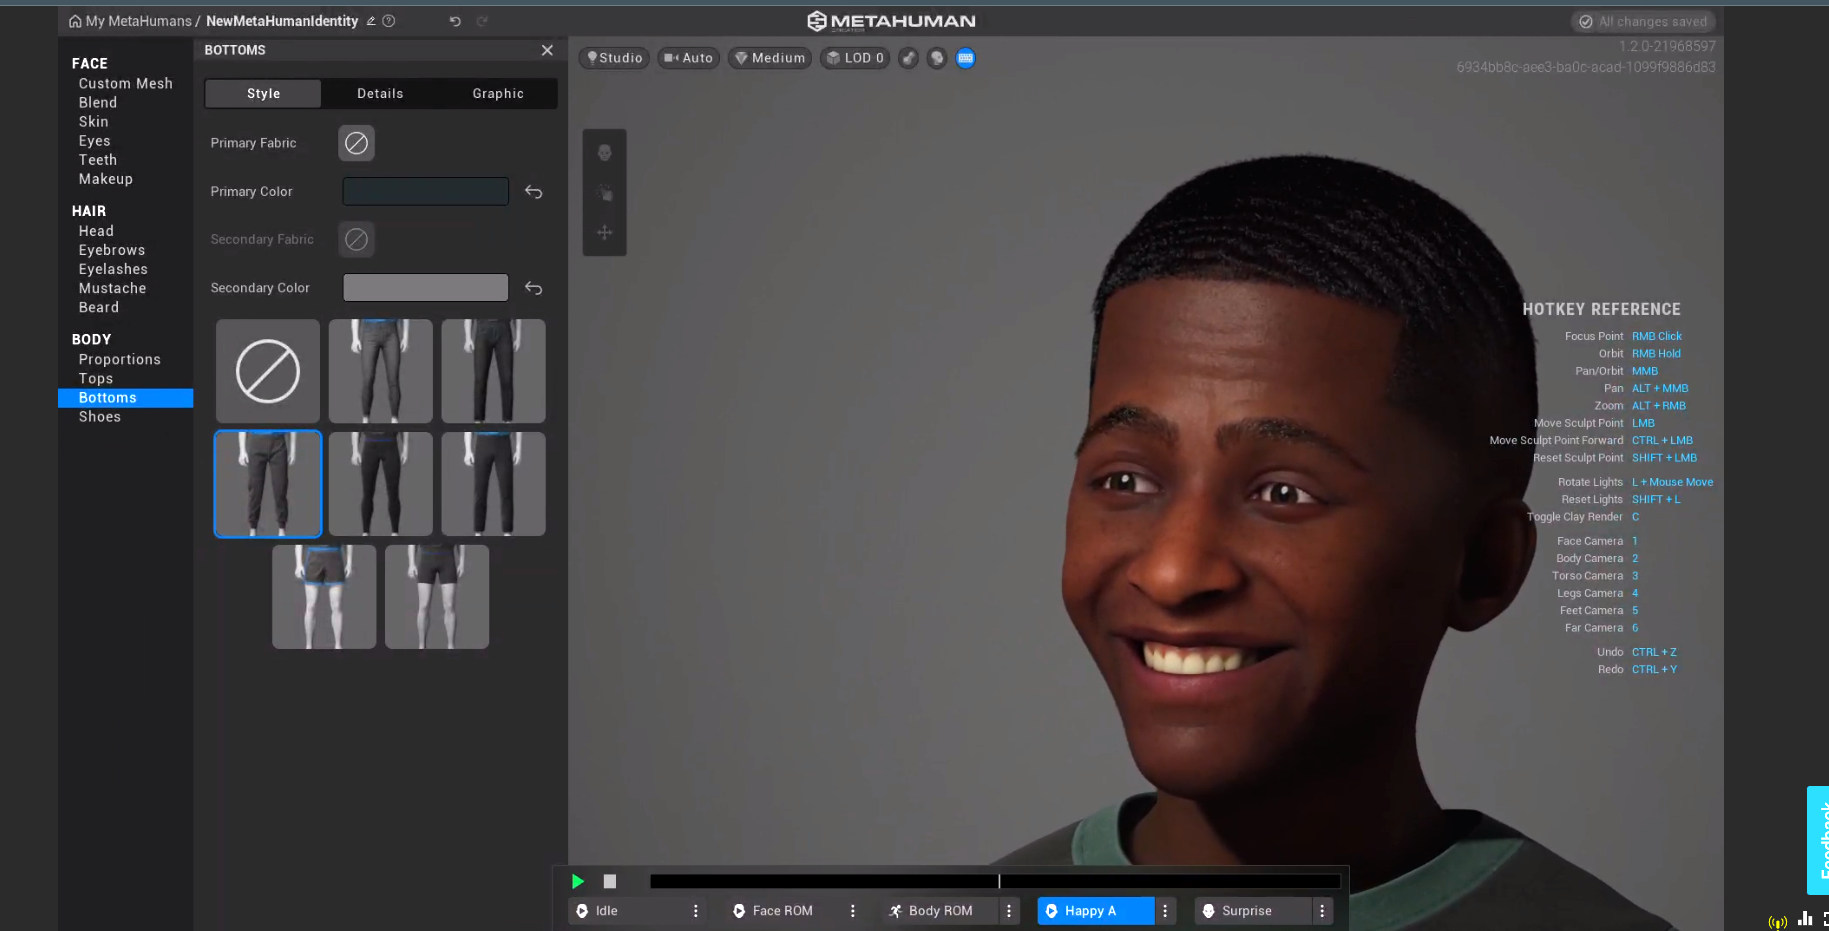 My MetaHumans / NewMetaHumanIdentity
METAHUMAN
CREATOR
All changes saved
BOTTOMS
Studio
Auto
Medium
LOD 0
1.2.0-21968597
6934bb8c-aee3-ba0c-acad-1099f9886d83
FACE
Custom Mesh
Blend
Skin
Eyes
Teeth
Makeup
HAIR
Head
Eyebrows
Eyelashes
Mustache
Beard
BODY
Proportions
Tops
Bottoms
Shoes
Style
Details
Graphic
Primary Fabric
Primary Color
Secondary Fabric
Secondary Color
HOTKEY REFERENCE
Focus Point RMB Click
Orbit RMB Hold
Pan/Orbit MMB
Pan ALT + MMB
Zoom ALT + RMB
Move Sculpt Point LMB
Move Sculpt Point Forward CTRL + LMB
Reset Sculpt Point SHIFT + LMB
Rotate Lights L + Mouse Move
Reset Lights SHIFT + L
Toggle Clay Render C
Face Camera 1
Body Camera 2
Torso Camera 3
Legs Camera 4
Feet Camera 5
Far Camera 6
Undo CTRL + Z
Redo CTRL + Y
Feedback
Idle
Face ROM
Body ROM
Happy A
Surprise